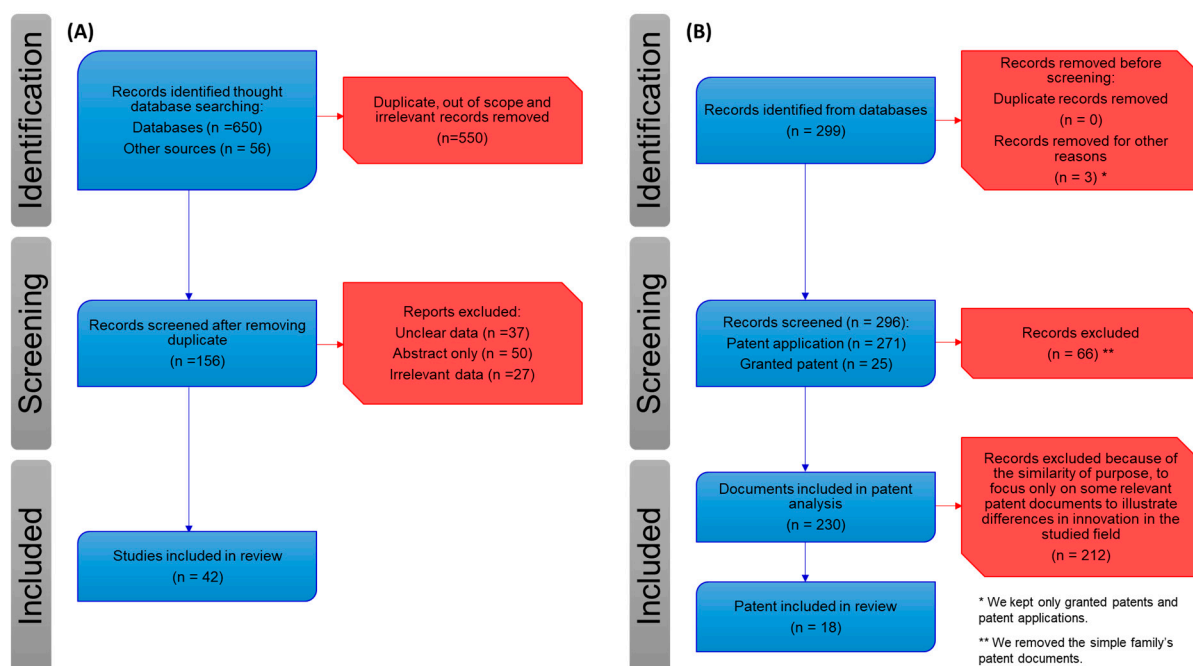 (A)
Identification
Records identified thought
database searching:
Databases (n =650)
Other sources (n = 56)
Duplicate, out of scope and
irrelevant records removed
(n=550)
Screening
Records screened after removing
duplicate
(n =156)
Reports excluded:
Unclear data (n =37)
Abstract only (n = 50)
Irrelevant data (n =27)
Included
Studies included in review
(n = 42)
(B)
Identification
Records identified from databases
(n = 299)
Records removed before
screening:
Duplicate records removed
(n = 0)
Records removed for other
reasons
(n = 3) *
Screening
Records screened (n = 296):
Patent application (n = 271)
Granted patent (n = 25)
Records excluded
(n = 66) **
Included
Documents included in patent
analysis
(n = 230)
Records excluded because of
the similarity of purpose, to
focus only on some relevant
patent documents to illustrate
differences in innovation in the
studied field
(n = 212)
Patent included in review
(n = 18)
* We kept only granted patents and
patent applications.
** We removed the simple family's
patent documents.